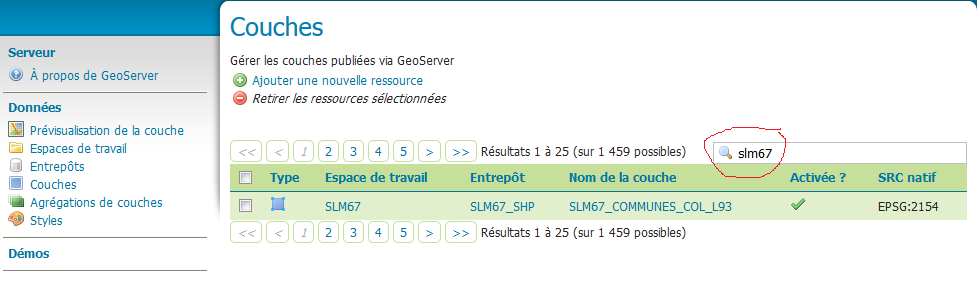 Couches
Gérer les couches publiées via GeoServer
Ajouter une nouvelle ressource
Retirer les ressources sélectionnées
Serveur
À propos de GeoServer
Données
Prévisualisation de la couche
Espaces de travail
Entrepôts
Couches
Agrégations de couches
Styles
Démos
<< < 1 2 3 4 5 > >> Résultats 1 à 25 (sur 1 459 possibles) slm67
Type Espace de travail Entrepôt Nom de la couche Activée ? SRC natif
SLM67 SLM67_SHP SLM67_COMMUNES_COL_L93 EPSG:2154
<< < 1 2 3 4 5 > >> Résultats 1 à 25 (sur 1 459 possibles)